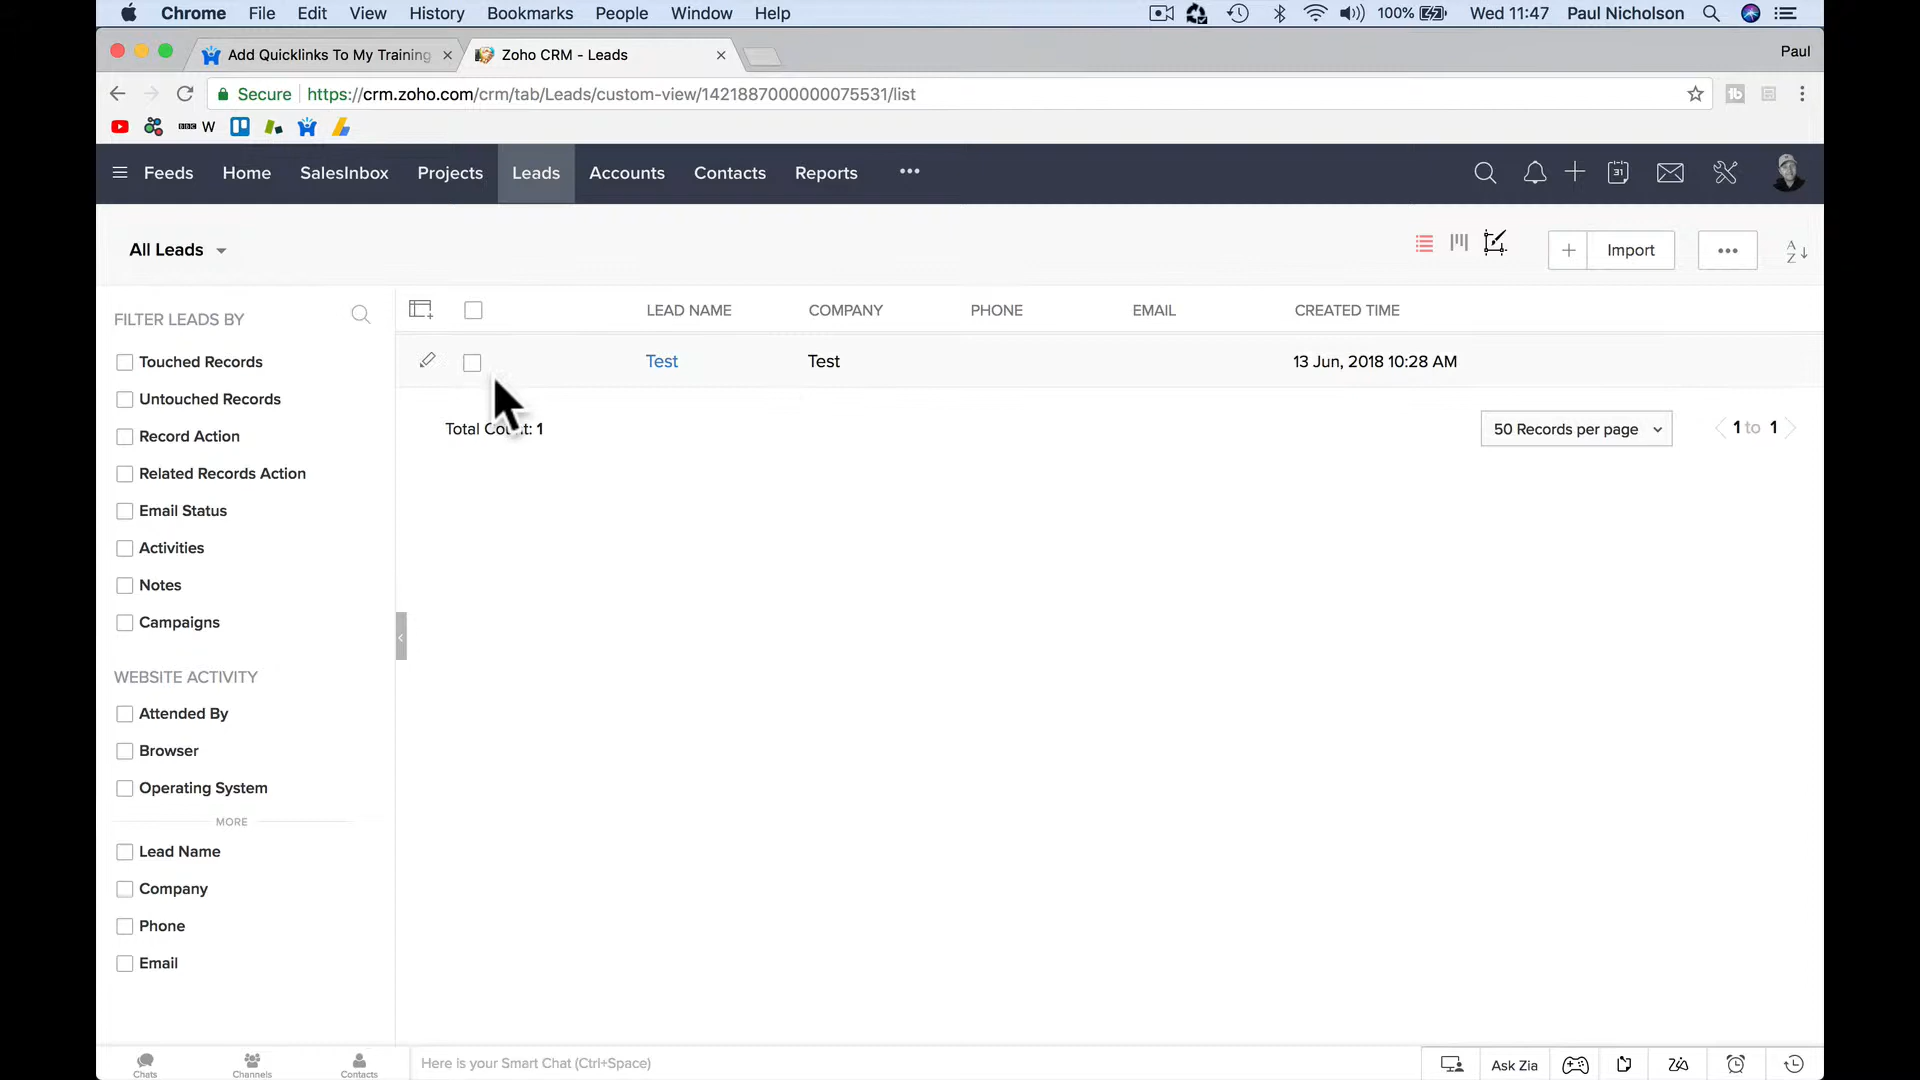 Chrome File Edit View History Bookmarks People Window Help 100% Wed 11:47 Paul Nicholson
Add Quicklinks To My Training Zoho CRM - Leads Paul
Secure https://crm.zoho.com/crm/tab/Leads/custom-view/1421887000000075531/list
BBC W
Feeds Home SalesInbox Projects Leads Accounts Contacts Reports ••• 31
All Leads + Import ••• A Z
FILTER LEADS BY
LEAD NAME COMPANY PHONE EMAIL CREATED TIME
Test Test 13 Jun, 2018 10:28 AM
Total Count: 1 50 Records per page 1 to 1
Touched Records
Untouched Records
Record Action
Related Records Action
Email Status
Activities
Notes
Campaigns
WEBSITE ACTIVITY
Attended By
Browser
Operating System
MORE
Lead Name
Company
Phone
Email
Chats Channels Contacts Here is your Smart Chat (Ctrl+Space) Ask Zia